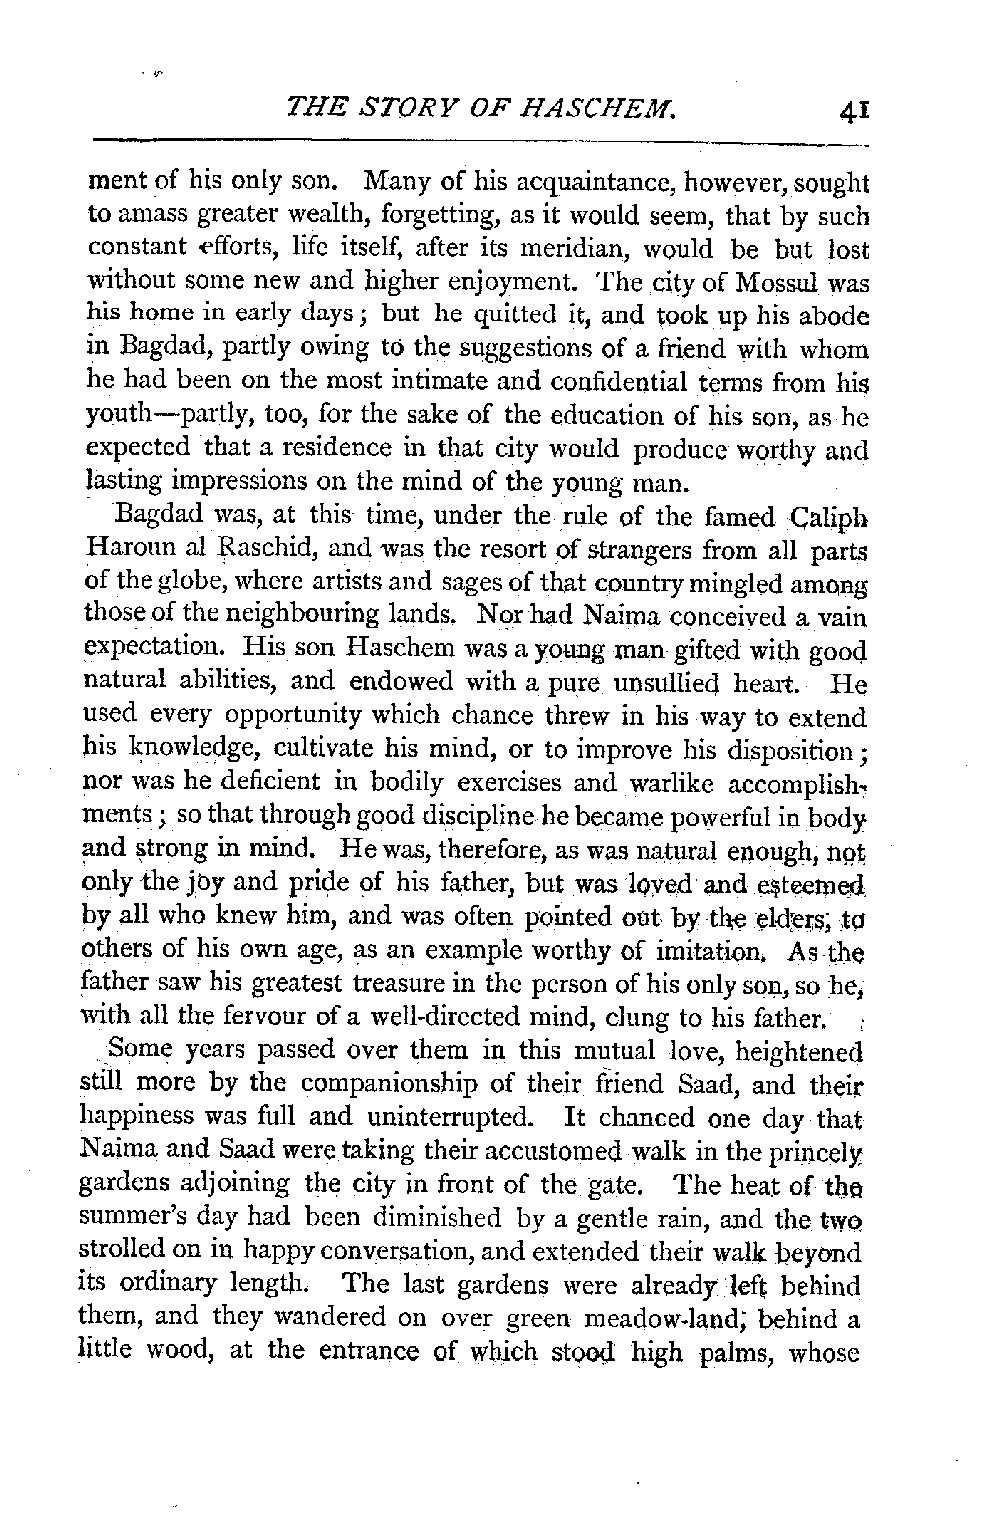 THE STORY OF HASCHEM. 41
ment of his only son. Many of his acquaintance, however, sought
to amass greater wealth, forgetting, as it would seem, that by such
constant efforts, life itself, after its meridian, would be but lost
without some new and higher enjoyment. The city of Mossul was
his home in early days; but he quitted it, and took up his abode
in Bagdad, partly owing to the suggestions of a friend with whom
he had been on the most intimate and confidential terms from his
youth—partly, too, for the sake of the education of his son, as he
expected that a residence in that city would produce worthy and
lasting impressions on the mind of the young man.
Bagdad was, at this time, under the rule of the famed Caliph
Haroun al Raschid, and was the resort of strangers from all parts
of the globe, where artists and sages of that country mingled among
those of the neighbouring lands. Nor had Naima conceived a vain
expectation. His son Haschem was a young man gifted with good
natural abilities, and endowed with a pure unsullied heart. He
used every opportunity which chance threw in his way to extend
his knowledge, cultivate his mind, or to improve his disposition;
nor was he deficient in bodily exercises and warlike accomplish-
ments; so that through good discipline he became powerful in body
and strong in mind. He was, therefore, as was natural enough, not
only the joy and pride of his father, but was loved and esteemed
by all who knew him, and was often pointed out by the elders, to
others of his own age, as an example worthy of imitation. As the
father saw his greatest treasure in the person of his only son, so he,
with all the fervour of a well-directed mind, clung to his father.
Some years passed over them in this mutual love, heightened
still more by the companionship of their friend Saad, and their
happiness was full and uninterrupted. It chanced one day that
Naima and Saad were taking their accustomed walk in the princely
gardens adjoining the city in front of the gate. The heat of the
summer's day had been diminished by a gentle rain, and the two
strolled on in happy conversation, and extended their walk beyond
its ordinary length. The last gardens were already left behind
them, and they wandered on over green meadow-land, behind a
little wood, at the entrance of which stood high palms, whose